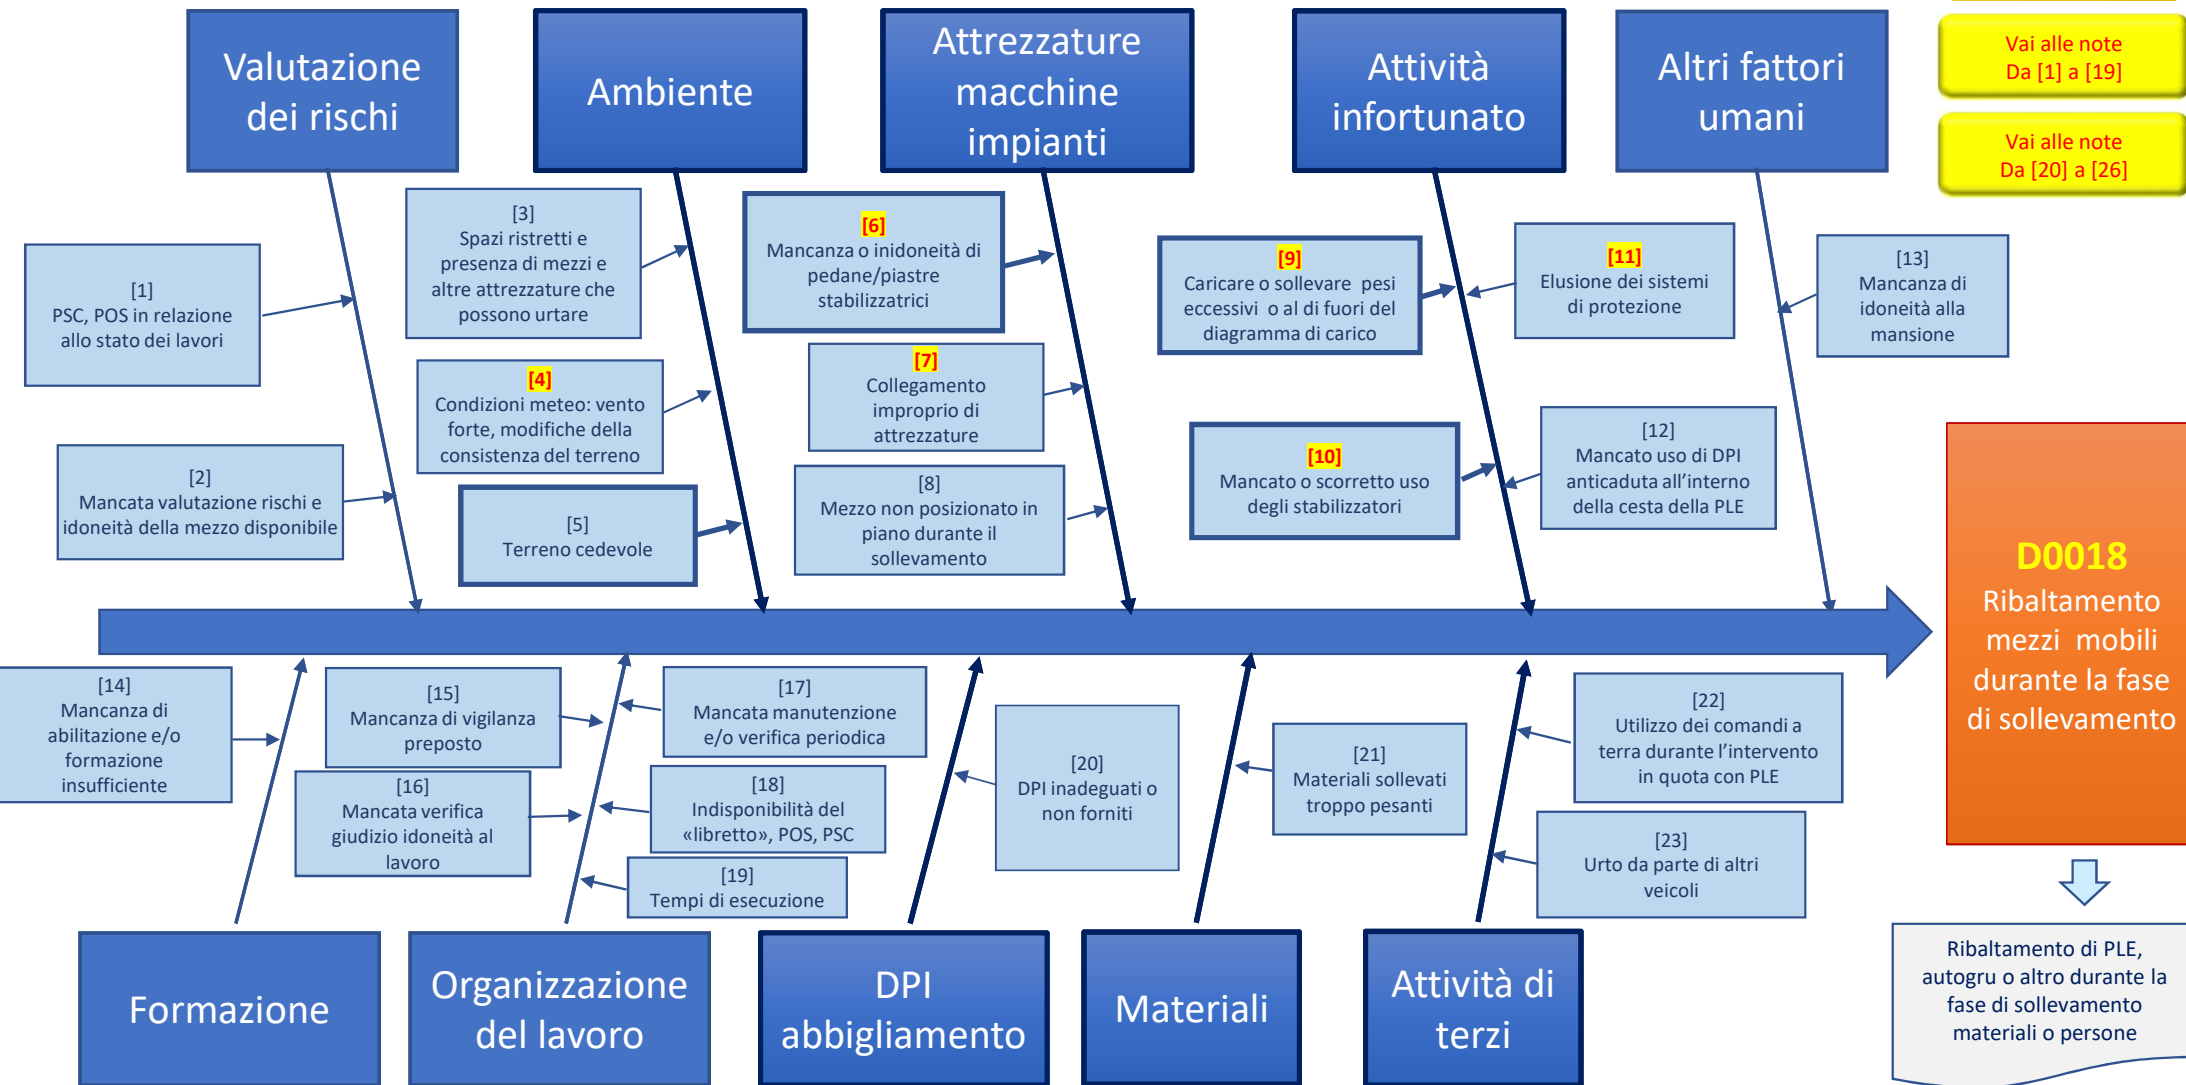 Valutazione
dei rischi
Ambiente
Attrezzature
macchine
impianti
Attività
infortunato
Altri fattori
umani
Vai alle note
Da [1] a [19]
Vai alle note
Da [20] a [26]
[1]
PSC, POS in relazione
allo stato dei lavori
[2]
Mancata valutazione rischi e
idoneità della mezzo disponibile
[3]
Spazi ristretti e
presenza di mezzi e
altre attrezzature che
possono urtare
[4]
Condizioni meteo: vento
forte, modifiche della
consistenza del terreno
[5]
Terreno cedevole
[6]
Mancanza o inidoneità di
pedane/piastre
stabilizzatrici
[7]
Collegamento
improprio di
attrezzature
[8]
Mezzo non posizionato in
piano durante il
sollevamento
[9]
Caricare o sollevare  pesi
eccessivi  o al di fuori del
diagramma di carico
[10]
Mancato o scorretto uso
degli stabilizzatori
[11]
Elusione dei sistemi
di protezione
[12]
Mancato uso di DPI
anticaduta all’interno
della cesta della PLE
[13]
Mancanza di
idoneità alla
mansione
D0018
Ribaltamento
mezzi  mobili
durante la fase
di sollevamento
[14]
Mancanza di
abilitazione e/o
formazione
insufficiente
[15]
Mancanza di vigilanza
preposto
[16]
Mancata verifica
giudizio idoneità al
lavoro
[17]
Mancata manutenzione
e/o verifica periodica
[18]
Indisponibilità del
«libretto», POS, PSC
[19]
Tempi di esecuzione
[20]
DPI inadeguati o
non forniti
[21]
Materiali sollevati
troppo pesanti
[22]
Utilizzo dei comandi a
terra durante l’intervento
in quota con PLE
[23]
Urto da parte di altri
veicoli
Formazione
Organizzazione
del lavoro
DPI
abbigliamento
Materiali
Attività di
terzi
Ribaltamento di PLE,
autogru o altro durante la
fase di sollevamento
materiali o persone